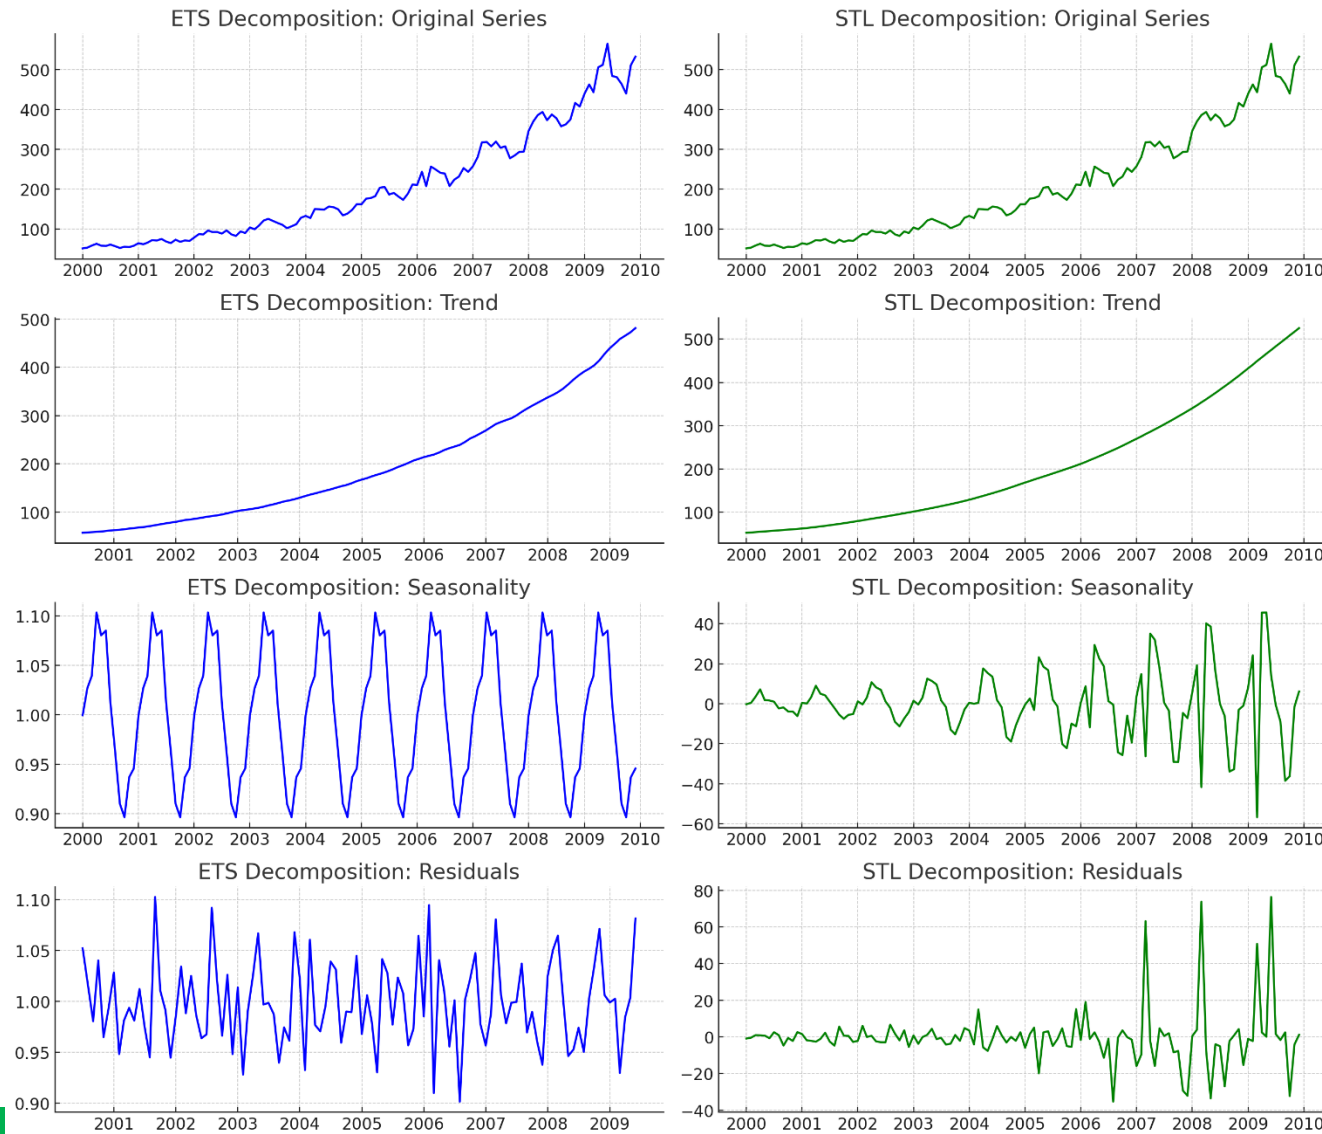 ETS Decomposition: Original Series
500
400
300
200
100
2000 2001 2002 2003 2004 2005 2006 2007 2008 2009 2010
STL Decomposition: Original Series
500
400
300
200
100
2000 2001 2002 2003 2004 2005 2006 2007 2008 2009 2010
ETS Decomposition: Trend
500
400
300
200
100
2001 2002 2003 2004 2005 2006 2007 2008 2009
STL Decomposition: Trend
500
400
300
200
100
2000 2001 2002 2003 2004 2005 2006 2007 2008 2009 2010
ETS Decomposition: Seasonality
1.10
1.05
1.00
0.95
0.90
2000 2001 2002 2003 2004 2005 2006 2007 2008 2009 2010
STL Decomposition: Seasonality
40
20
0
−20
−40
−60
2000 2001 2002 2003 2004 2005 2006 2007 2008 2009 2010
ETS Decomposition: Residuals
1.10
1.05
1.00
0.95
0.90
2001 2002 2003 2004 2005 2006 2007 2008 2009
STL Decomposition: Residuals
80
60
40
20
0
−20
−40
2000 2001 2002 2003 2004 2005 2006 2007 2008 2009 2010